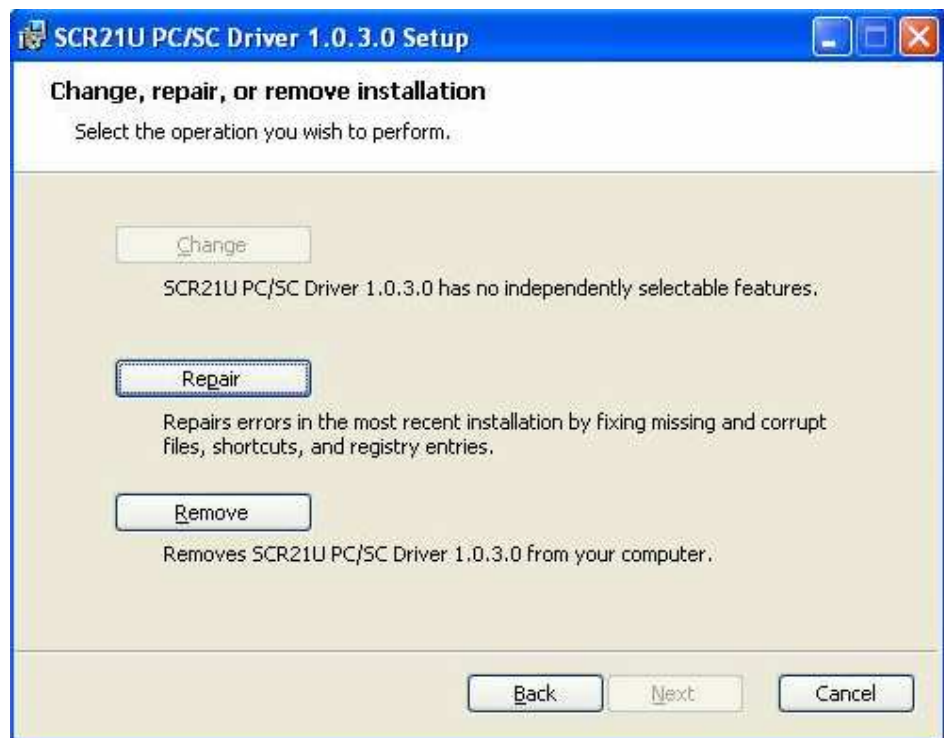 SCR21U PC/SC Driver 1.0.3.0 Setup
Change, repair, or remove installation
Select the operation you wish to perform.
Change
SCR21U PC/SC Driver 1.0.3.0 has no independently selectable features.
Repair
Repairs errors in the most recent installation by fixing missing and corrupt
files, shortcuts, and registry entries.
Remove
Removes SCR21U PC/SC Driver 1.0.3.0 from your computer.
Back Next Cancel